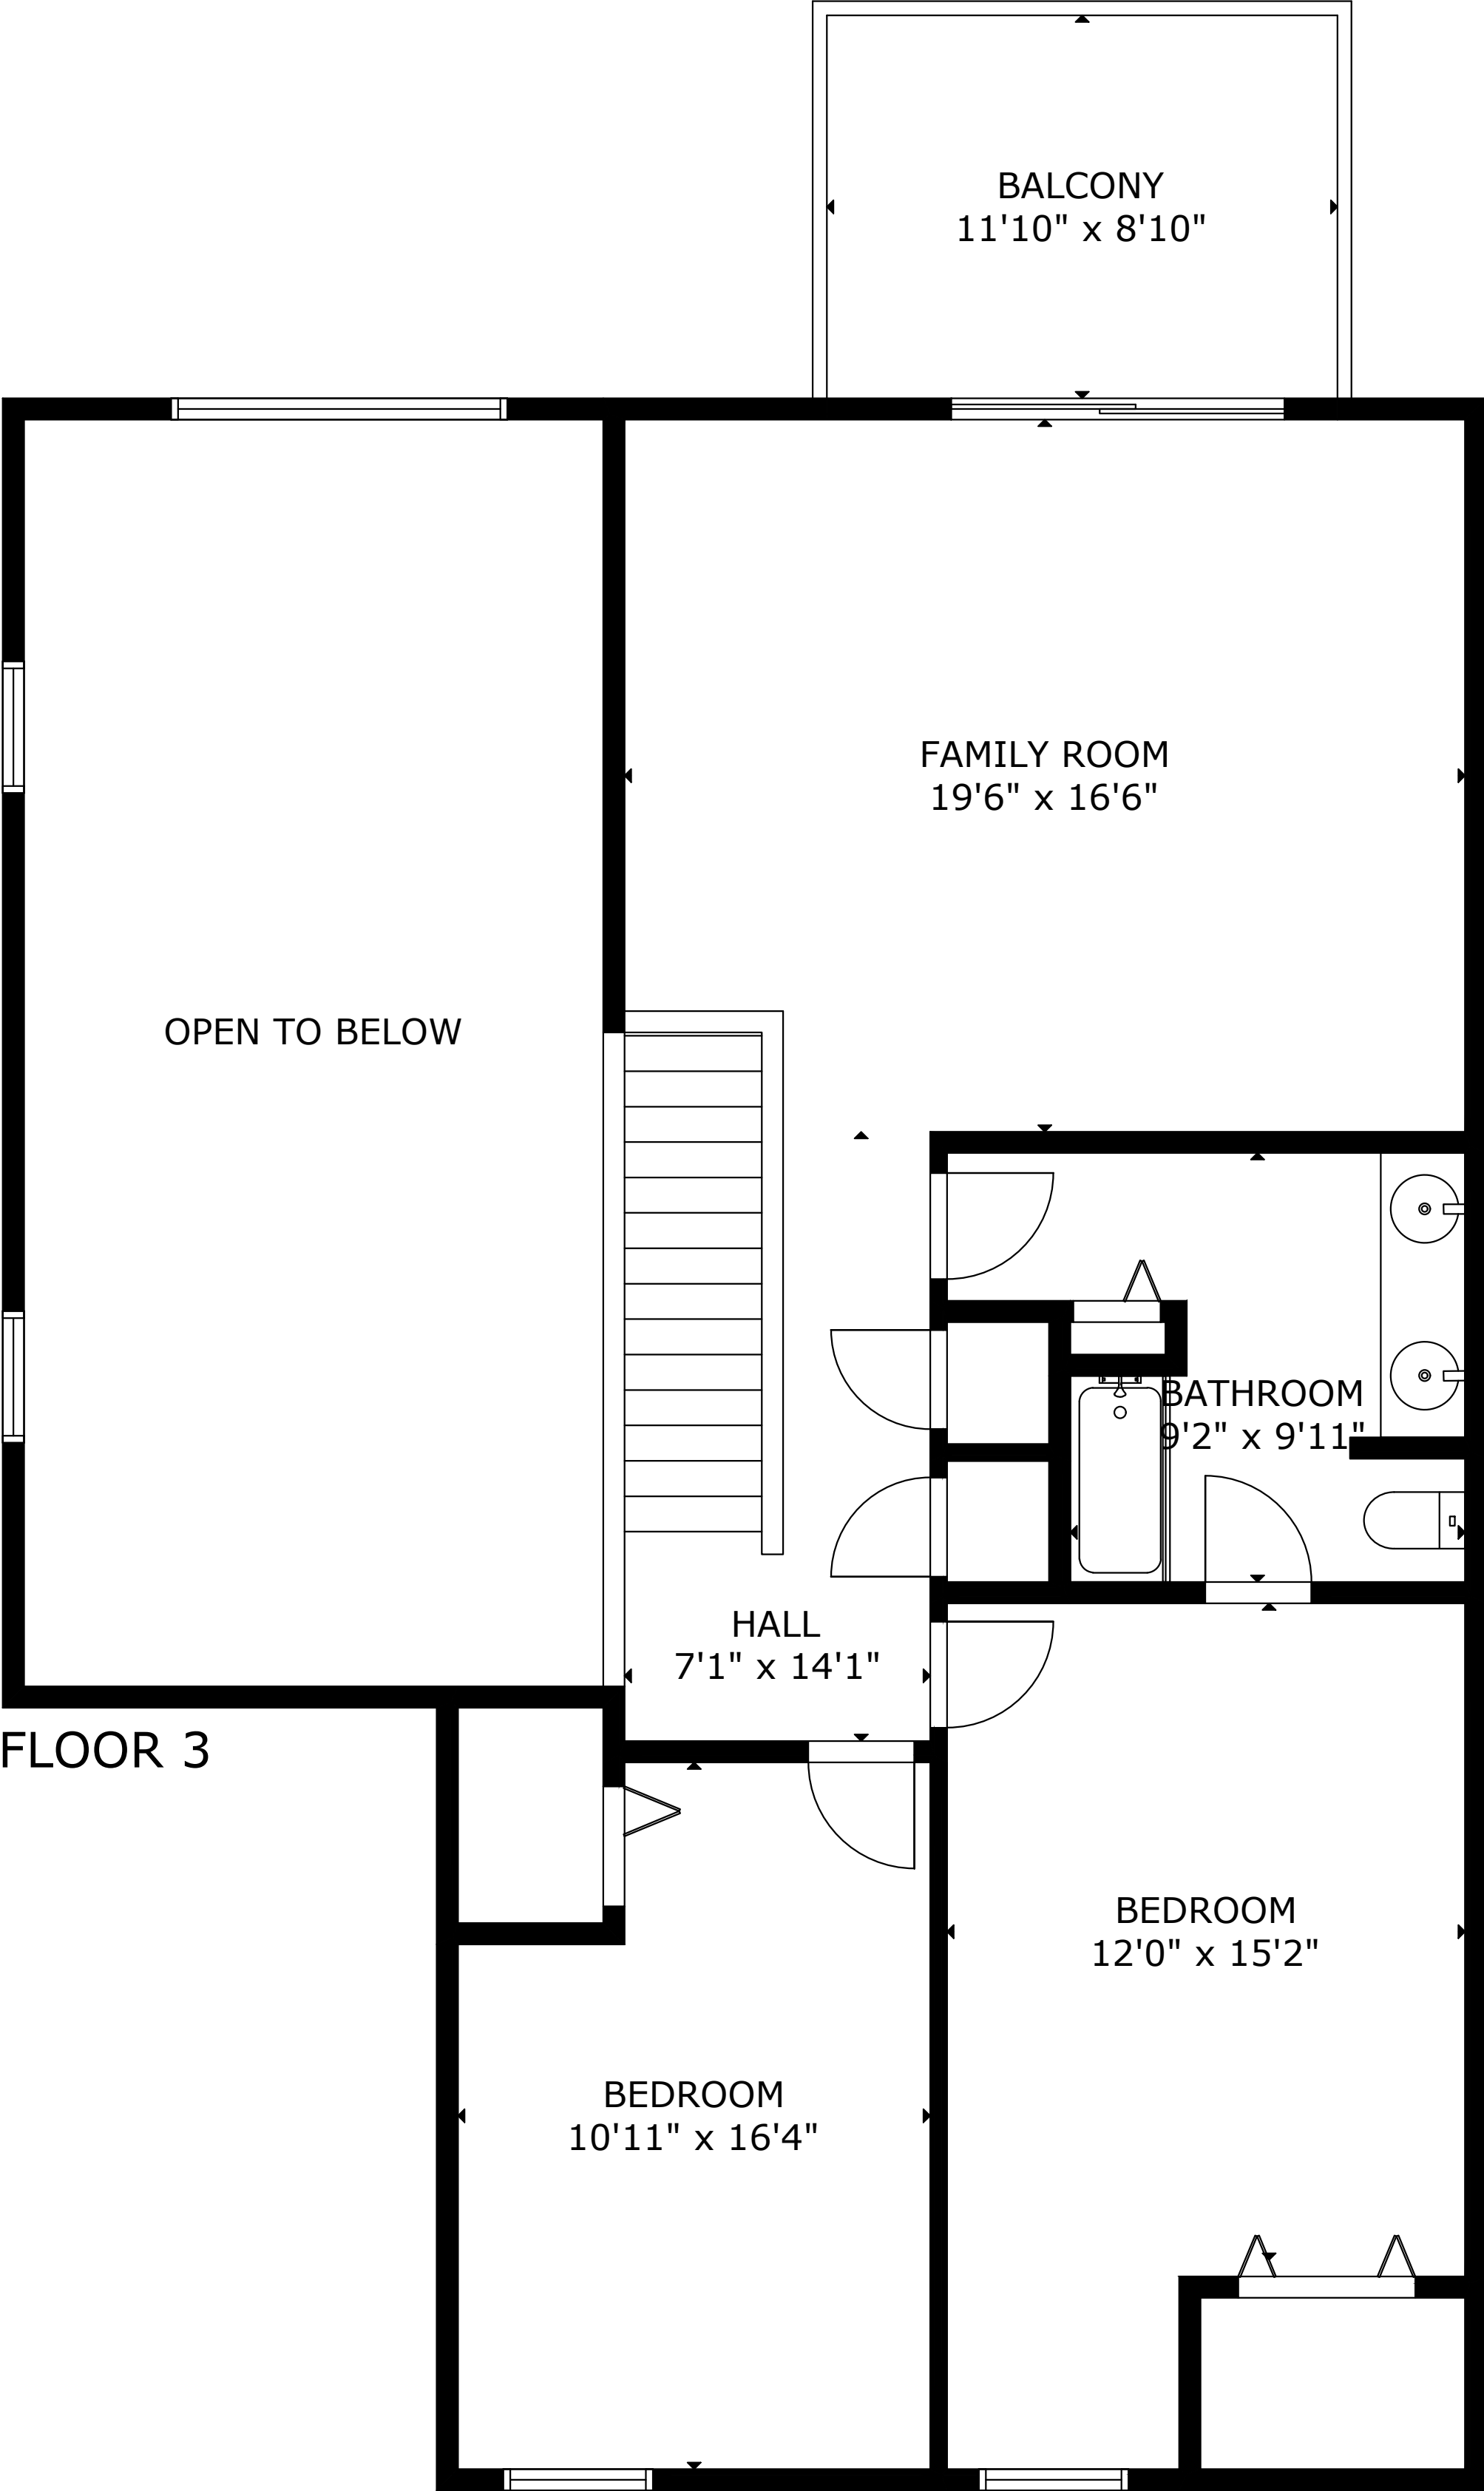 BALCONY
11'10" x 8'10"
FAMILY ROOM
19'6" x 16'6"
OPEN TO BELOW
BATHROOM
9'2" x 9'11"
HALL
7'1" x 14'1"
FLOOR 3
BEDROOM
12'0" x 15'2"
BEDROOM
10'11" x 16'4"